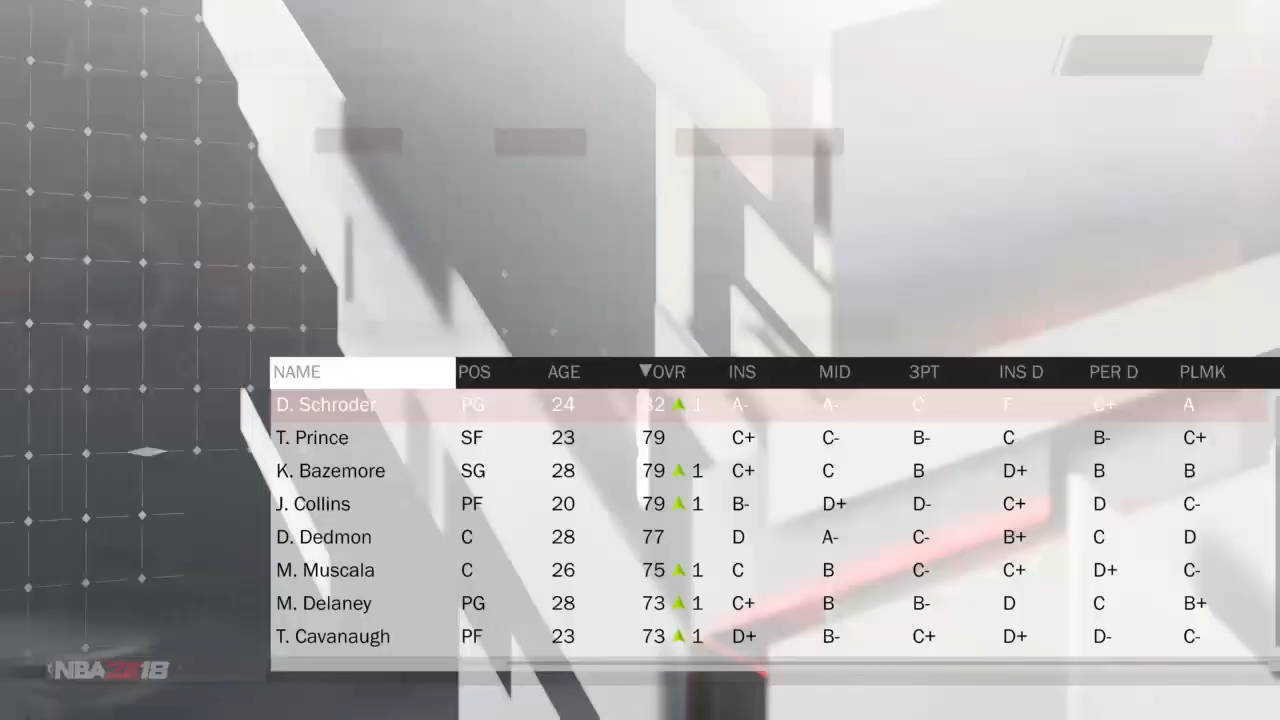 NAME POS AGE ▼OVR INS MID 3PT INS D PER D PLMK
D. Schroder PG 24 82 ▲ 1 A- A- C F C+ A
T. Prince SF 23 79 C+ C- B- C B- C+
K. Bazemore SG 28 79 ▲ 1 C+ C B D+ B B
J. Collins PF 20 79 ▲ 1 B- D+ D- C+ D C-
D. Dedmon C 28 77 D A- C- B+ C D
M. Muscala C 26 75 ▲ 1 C B C- C+ D+ C-
M. Delaney PG 28 73 ▲ 1 C+ B B- D C B+
T. Cavanaugh PF 23 73 ▲ 1 D+ B- C+ D+ D- C-
NBA 2K18